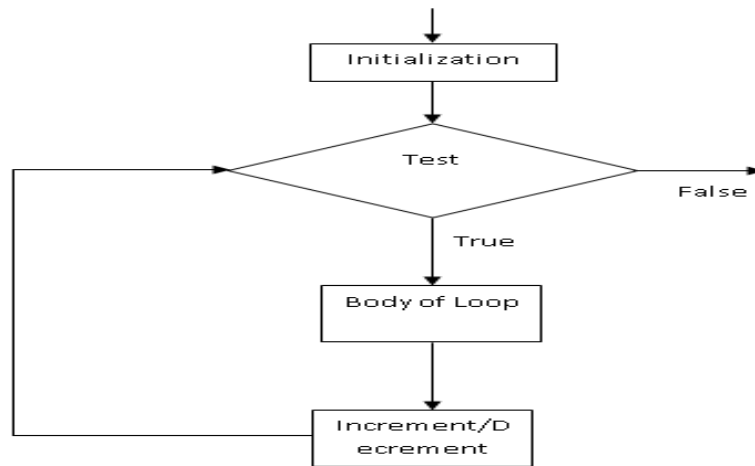 Initialization
Test
False
True
Body of Loop
Increment/D
ecrement